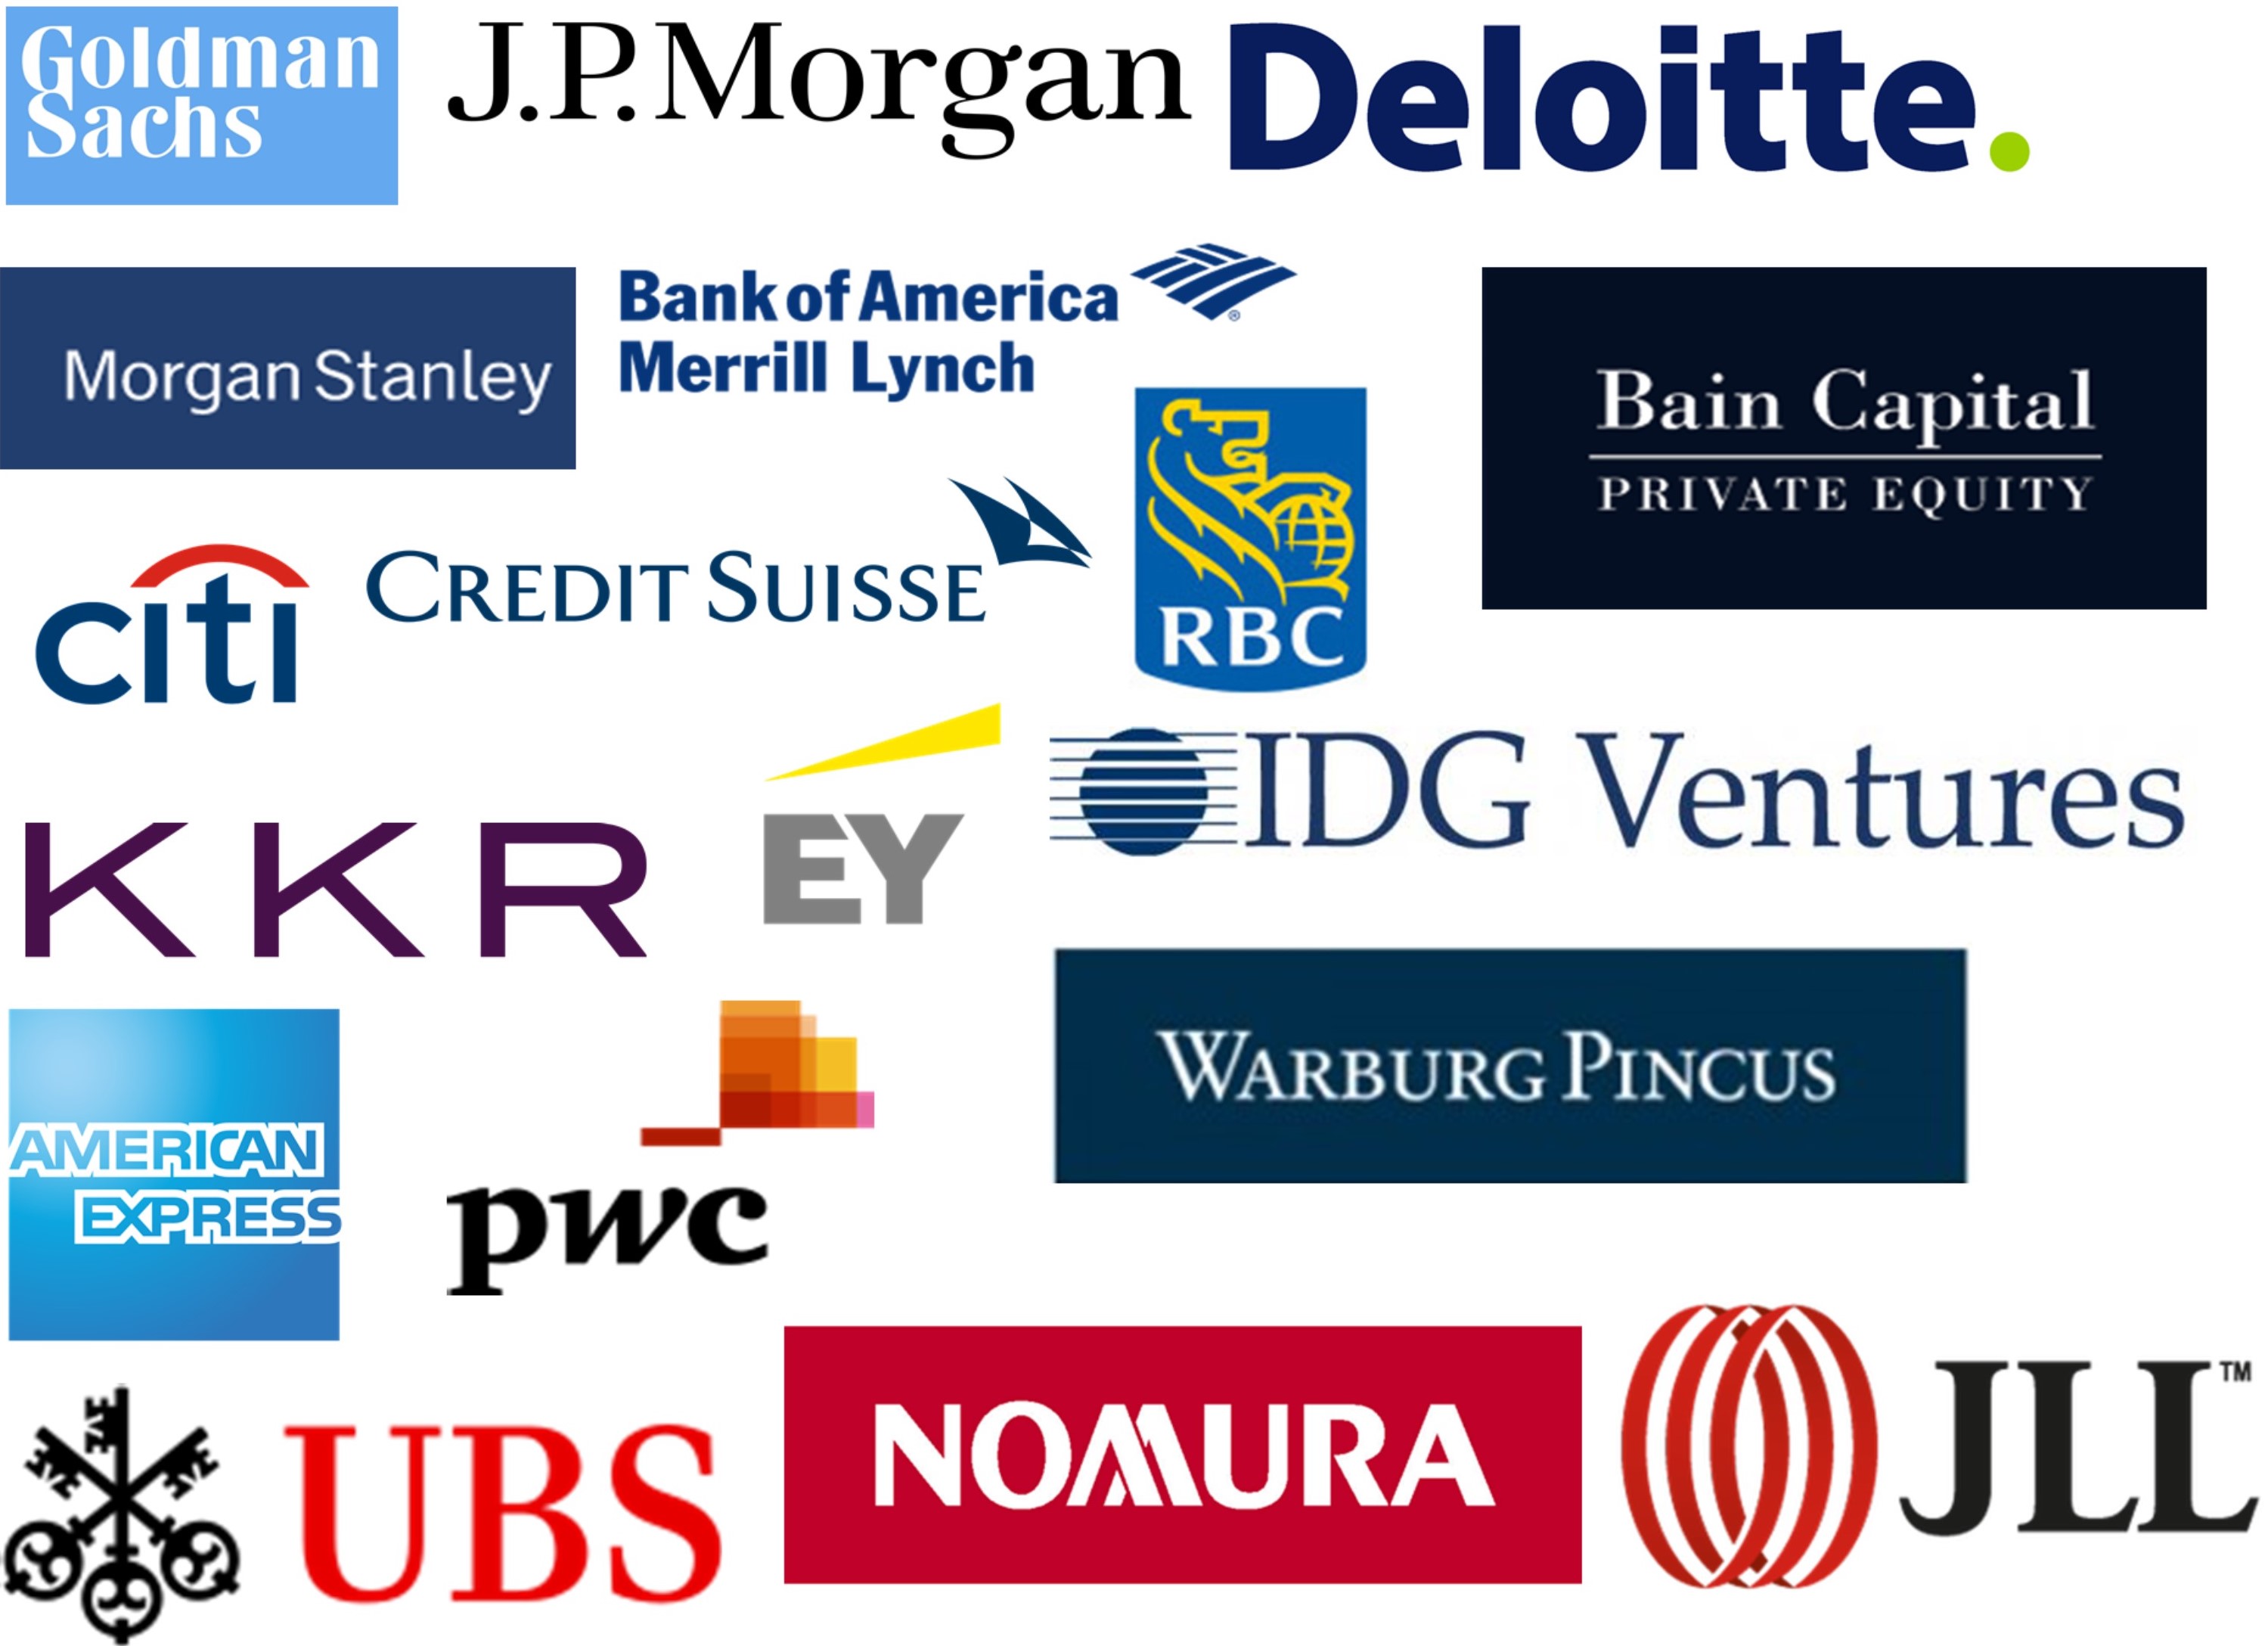 Goldman
Sachs
J.P.Morgan
Deloitte.
Morgan Stanley
Bank of America
Merrill Lynch
®
Bain Capital
PRIVATE EQUITY
citi
CREDIT SUISSE
RBC
KKR
EY
IDG Ventures
AMERICAN
EXPRESS
pwc
WARBURG PINCUS
UBS
NOMURA
JLL™